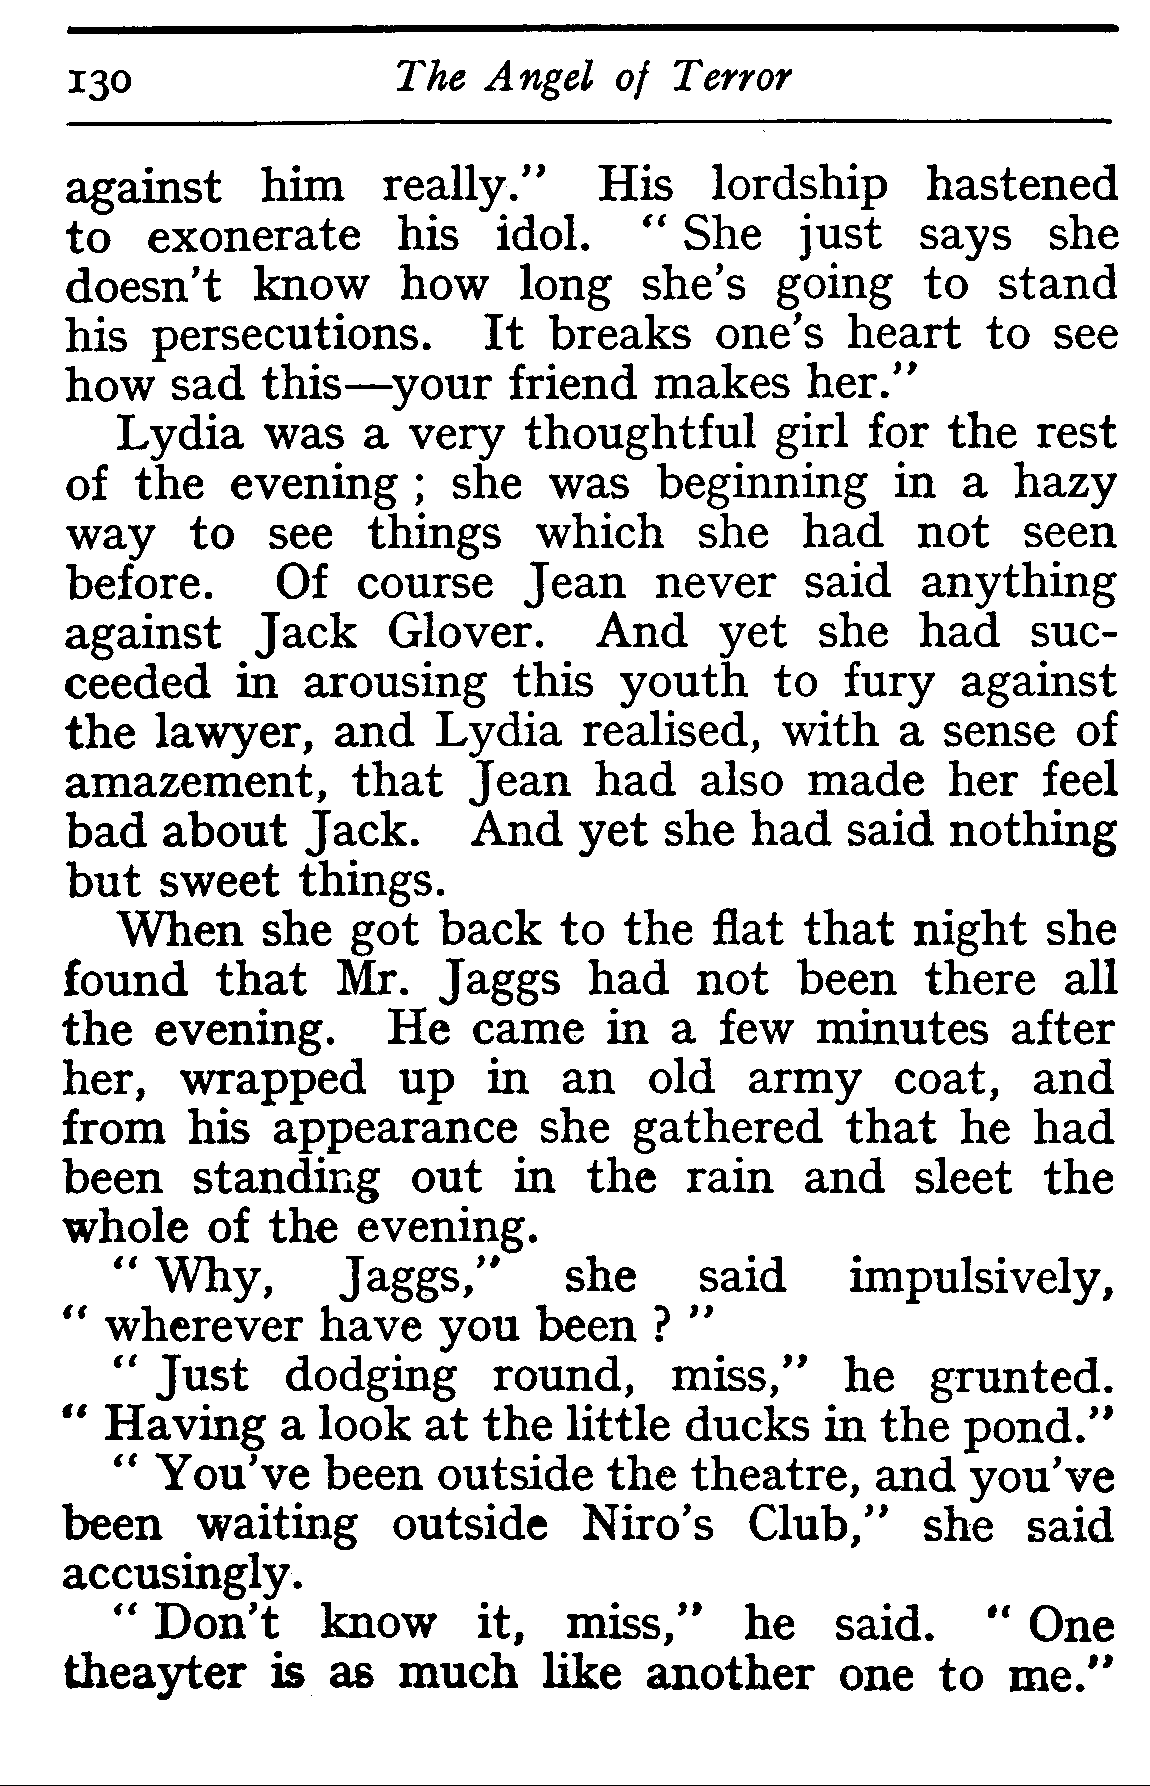 130 The Angel of Terror
against him really.” His lordship hastened
to exonerate his idol. “ She just says she
doesn't know how long she's going to stand
his persecutions. It breaks one's heart to see
how sad this—your friend makes her.”
Lydia was a very thoughtful girl for the rest
of the evening ; she was beginning in a hazy
way to see things which she had not seen
before. Of course Jean never said anything
against Jack Glover. And yet she had suc-
ceeded in arousing this youth to fury against
the lawyer, and Lydia realised, with a sense of
amazement, that Jean had also made her feel
bad about Jack. And yet she had said nothing
but sweet things.
When she got back to the flat that night she
found that Mr. Jaggs had not been there all
the evening. He came in a few minutes after
her, wrapped up in an old army coat, and
from his appearance she gathered that he had
been standing out in the rain and sleet the
whole of the evening.
“ Why, Jaggs,” she said impulsively,
“ wherever have you been ? ”
“ Just dodging round, miss,” he grunted.
“ Having a look at the little ducks in the pond.”
“ You've been outside the theatre, and you've
been waiting outside Niro's Club,” she said
accusingly.
“ Don't know it, miss,” he said. “ One
theayter is as much like another one to me.”